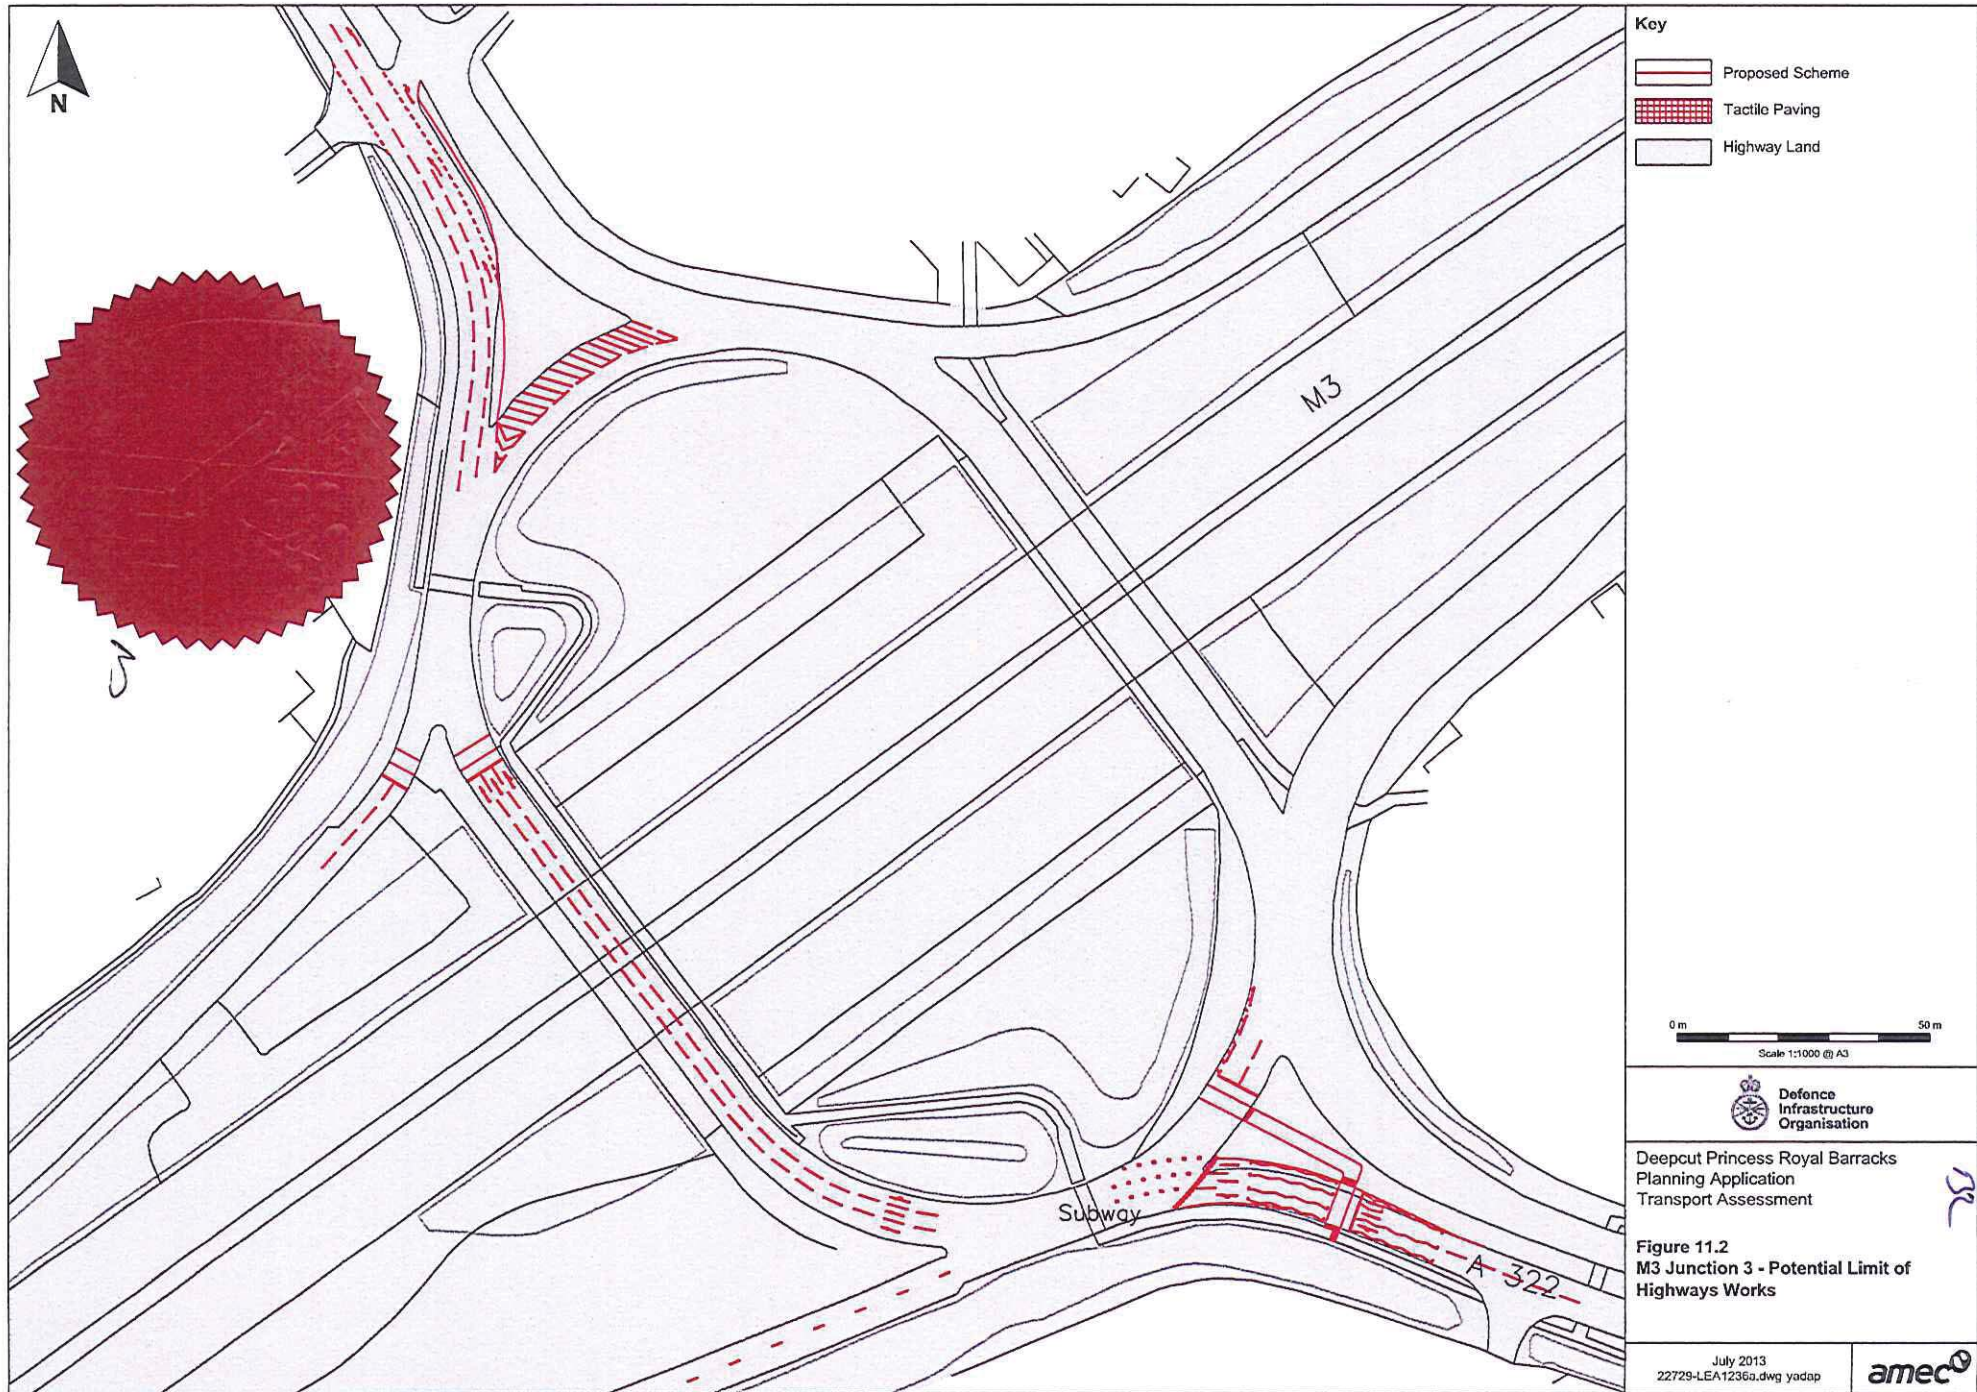 N
M3
Subway
A 322
Key
Proposed Scheme
Tactile Paving
Highway Land
0 m 50 m
Scale 1:1000 @ A3
Defence
Infrastructure
Organisation
Deepcut Princess Royal Barracks
Planning Application
Transport Assessment
Figure 11.2
M3 Junction 3 - Potential Limit of
Highways Works
July 2013
22729-LEA1236a.dwg yadap
amec